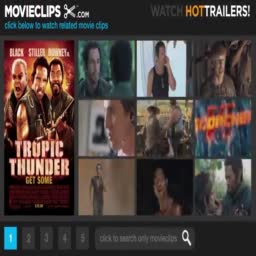 MOVIECLIPS .COM
click below to watch related movie clips
WATCH HOTTRAILERS!
BLACK STILLER DOWNEY JR
TROPIC
THUNDER
GET SOME
1 2 3 4 5 click to search only movieclips